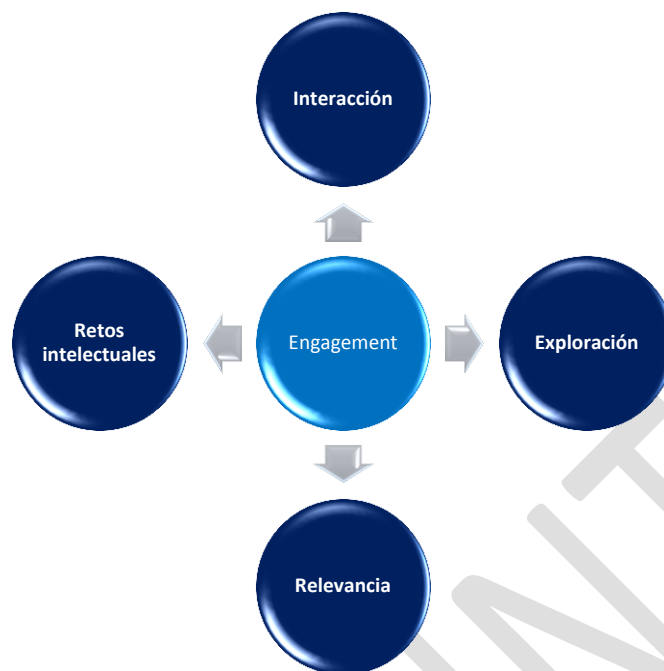 Interacción
Retos
intelectuales
Engagement
Exploración
Relevancia